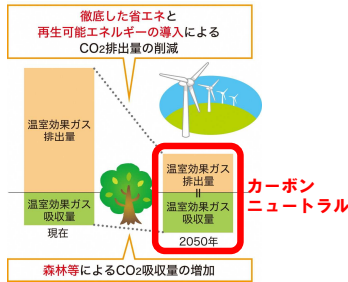 徹底した省エネと
再生可能エネルギーの導入による
CO2排出量の削減
温室効果ガス
排出量
温室効果ガス
吸収量
現在
温室効果ガス
排出量
=
温室効果ガス
吸収量
2050年
カーボン
ニュートラル
森林等によるCO2吸収量の増加